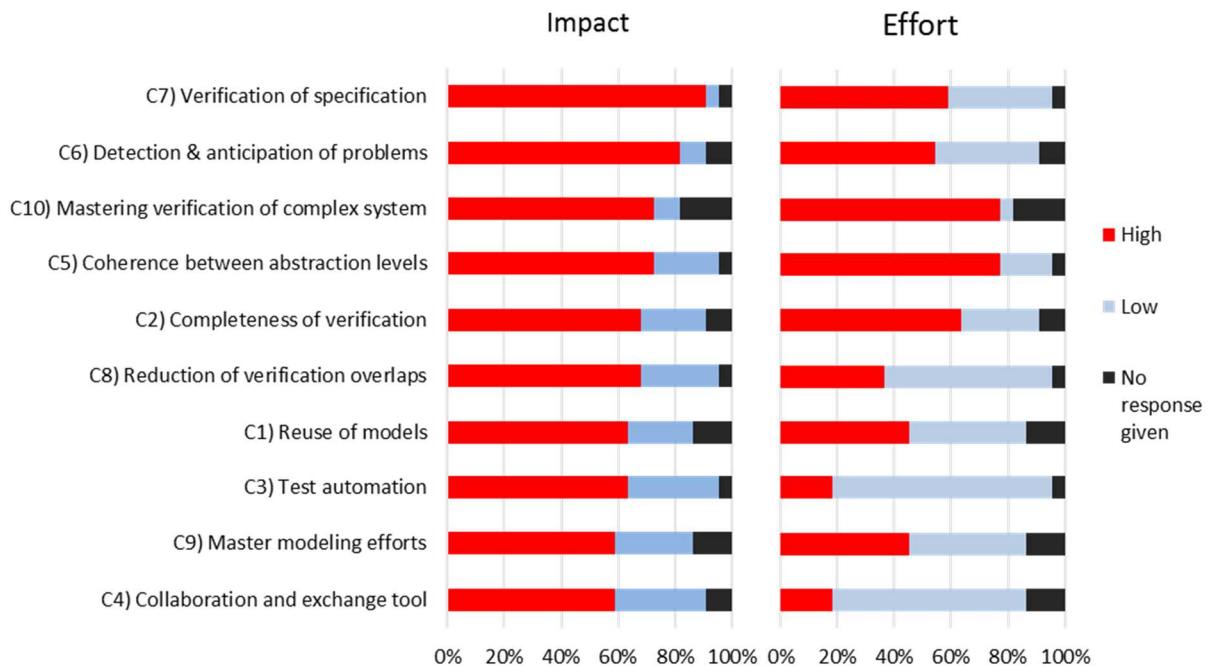 Impact
Effort
C7) Verification of specification
C6) Detection & anticipation of problems
C10) Mastering verification of complex system
C5) Coherence between abstraction levels
C2) Completeness of verification
C8) Reduction of verification overlaps
C1) Reuse of models
C3) Test automation
C9) Master modeling efforts
C4) Collaboration and exchange tool
High
Low
No
response
given
0% 20% 40% 60% 80% 100%
0% 20% 40% 60% 80% 100%